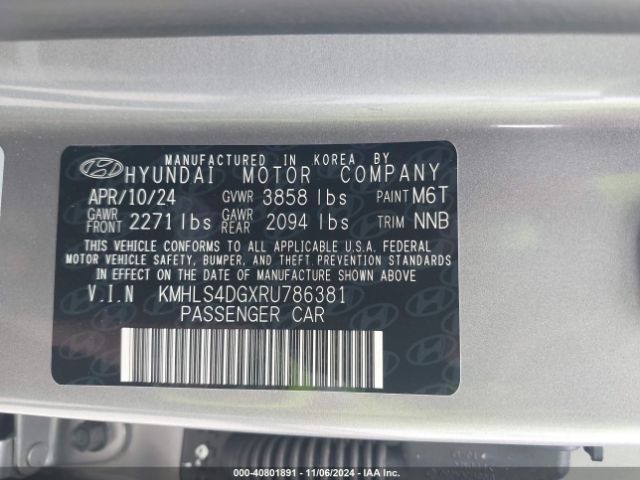 MANUFACTURED IN KOREA BY
HYUNDAI MOTOR COMPANY
APR/10/24 GVWR 3858 lbs PAINT M6T
GAWR FRONT 2271 lbs GAWR REAR 2094 lbs TRIM NNB
THIS VEHICLE CONFORMS TO ALL APPLICABLE U.S.A. FEDERAL
MOTOR VEHICLE SAFETY, BUMPER, AND THEFT PREVENTION STANDARDS
IN EFFECT ON THE DATE OF MANUFACTURE SHOWN ABOVE.
V.I.N KMHLS4DGXRU786381
PASSENGER CAR
000-40801891 - 11/06/2024 - IAA Inc.